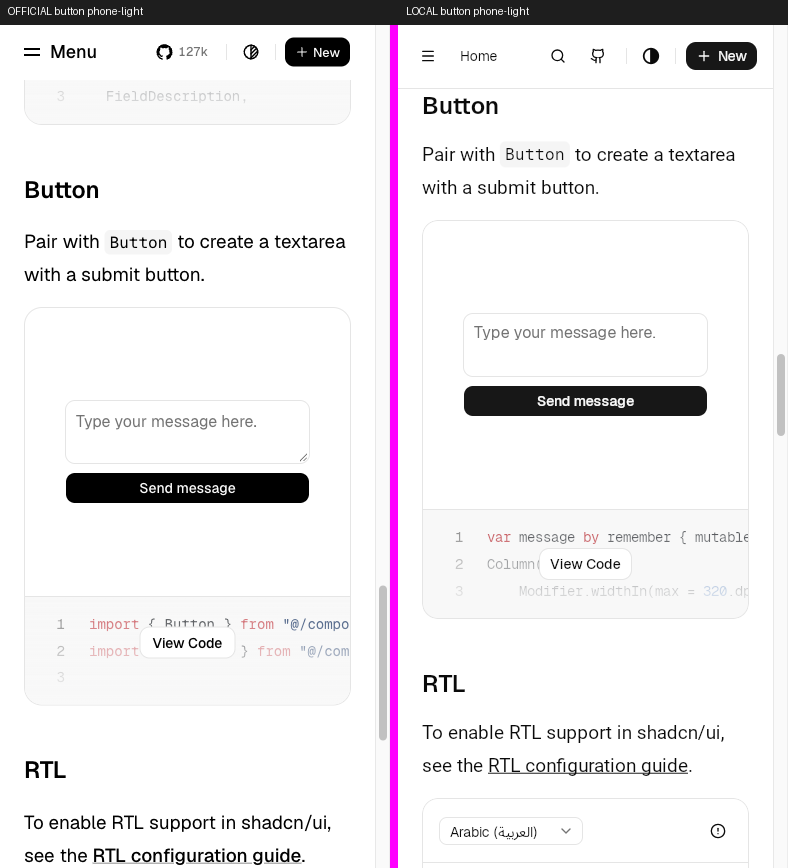 OFFICIAL button phone-light
Menu
127k
New
3 FieldDescription,
Button
Pair with Button to create a textarea
with a submit button.
Type your message here.
Send message
1 import { Button } from "@/compo
2 import } from "@/com
View Code
3
RTL
To enable RTL support in shadcn/ui,
see the RTL configuration guide.
LOCAL button phone-light
Home
New
Button
Pair with Button to create a textarea
with a submit button.
Type your message here.
Send message
1 var message by remember { mutable
2 Column(
View Code
3 Modifier.widthIn(max = 320.dp
RTL
To enable RTL support in shadcn/ui,
see the RTL configuration guide.
Arabic (العربية)